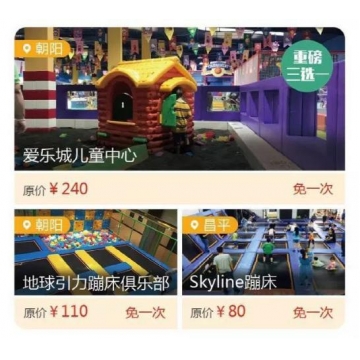 朝阳
重磅
三选一
爱乐城儿童中心
原价 ¥240 免一次
朝阳
地球引力蹦床俱乐部
原价 ¥110 免一次
昌平
Skyline蹦床
原价 ¥80 免一次